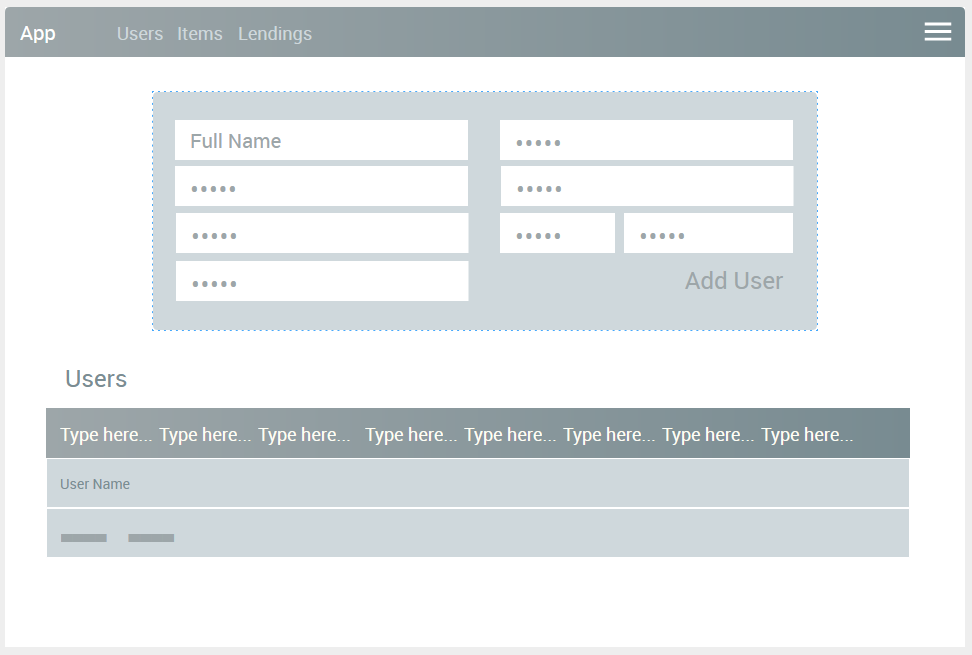 App Users Items Lendings
Full Name •••••
••••• •••••
••••• ••••• •••••
•••••
Add User
Users
Type here... Type here... Type here... Type here... Type here... Type here... Type here... Type here...
User Name